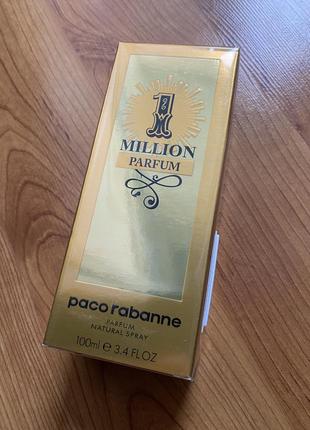 1
MILLION
PARFUM
paco rabanne
PARFUM
NATURAL SPRAY
100ml e 3.4 FL OZ